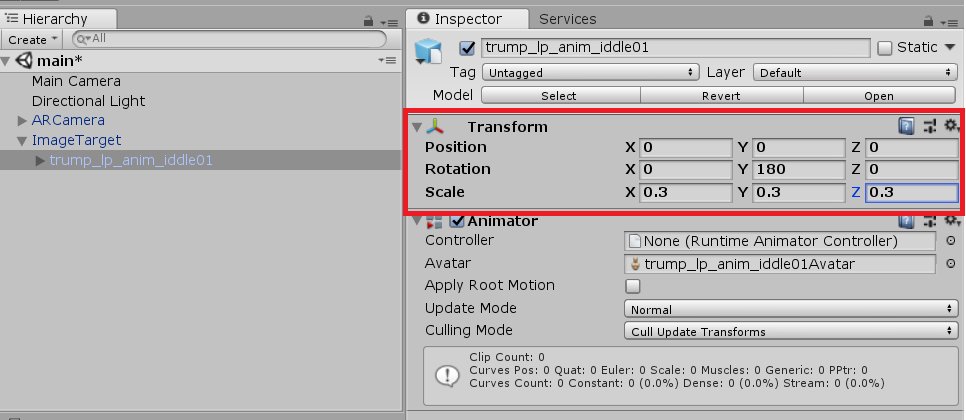 Hierarchy
Create
All
main*
Main Camera
Directional Light
ARCamera
ImageTarget
trump_lp_anim_iddle01
Inspector Services
trump_lp_anim_iddle01 Static
Tag Untagged Layer Default
Model Select Revert Open
Transform
Position X 0 Y 0 Z 0
Rotation X 0 Y 180 Z 0
Scale X 0.3 Y 0.3 Z 0.3
Animator
Controller None (Runtime Animator Controller)
Avatar trump_lp_anim_iddle01Avatar
Apply Root Motion
Update Mode Normal
Culling Mode Cull Update Transforms
Clip Count: 0
Curves Pos: 0 Quat: 0 Euler: 0 Scale: 0 Muscles: 0 Generic: 0 PPtr: 0
Curves Count: 0 Constant: 0 (0.0%) Dense: 0 (0.0%) Stream: 0 (0.0%)